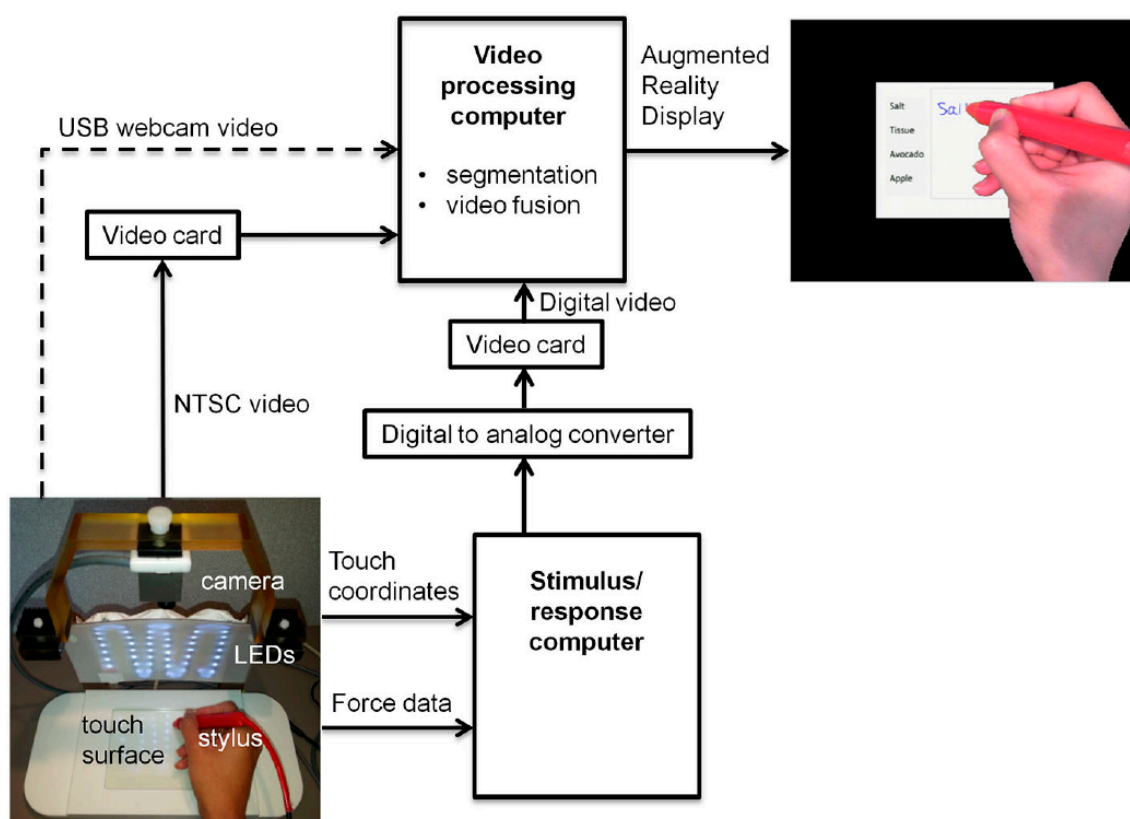 Video
processing
computer
• segmentation
• video fusion
Augmented
Reality
Display
Salt
Tissue
Avocado
Apple
USB webcam video
Video card
Digital video
Video card
NTSC video
Digital to analog converter
camera
LEDs
touch
surface
stylus
Touch
coordinates
Force data
Stimulus/
response
computer